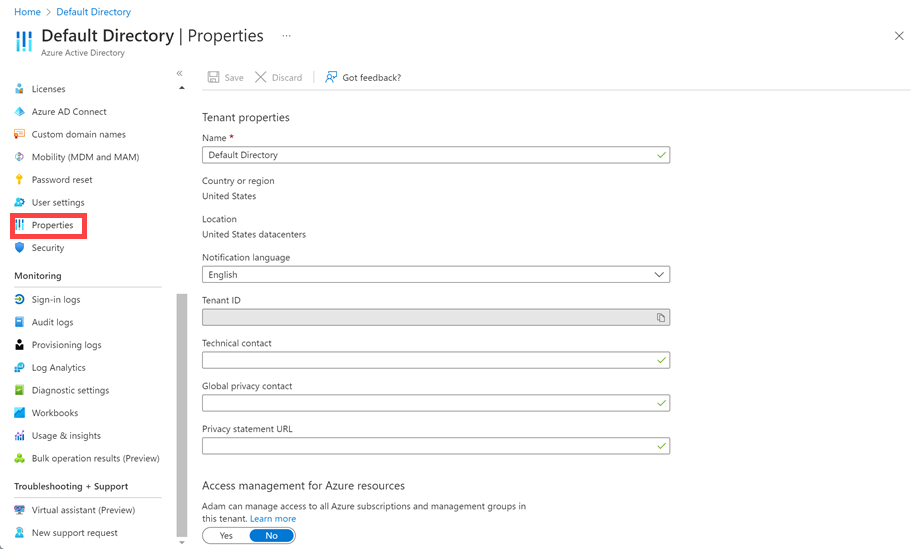 Home > Default Directory
Default Directory | Properties ...
Azure Active Directory
«
Licenses
Azure AD Connect
Custom domain names
Mobility (MDM and MAM)
Password reset
User settings
Properties
Security
Monitoring
Sign-in logs
Audit logs
Provisioning logs
Log Analytics
Diagnostic settings
Workbooks
Usage & insights
Bulk operation results (Preview)
Troubleshooting + Support
Virtual assistant (Preview)
New support request
Save Discard | Got feedback?
Tenant properties
Name *
Default Directory
Country or region
United States
Location
United States datacenters
Notification language
English
Tenant ID
Technical contact
Global privacy contact
Privacy statement URL
Access management for Azure resources
Adam can manage access to all Azure subscriptions and management groups in
this tenant. Learn more
Yes No